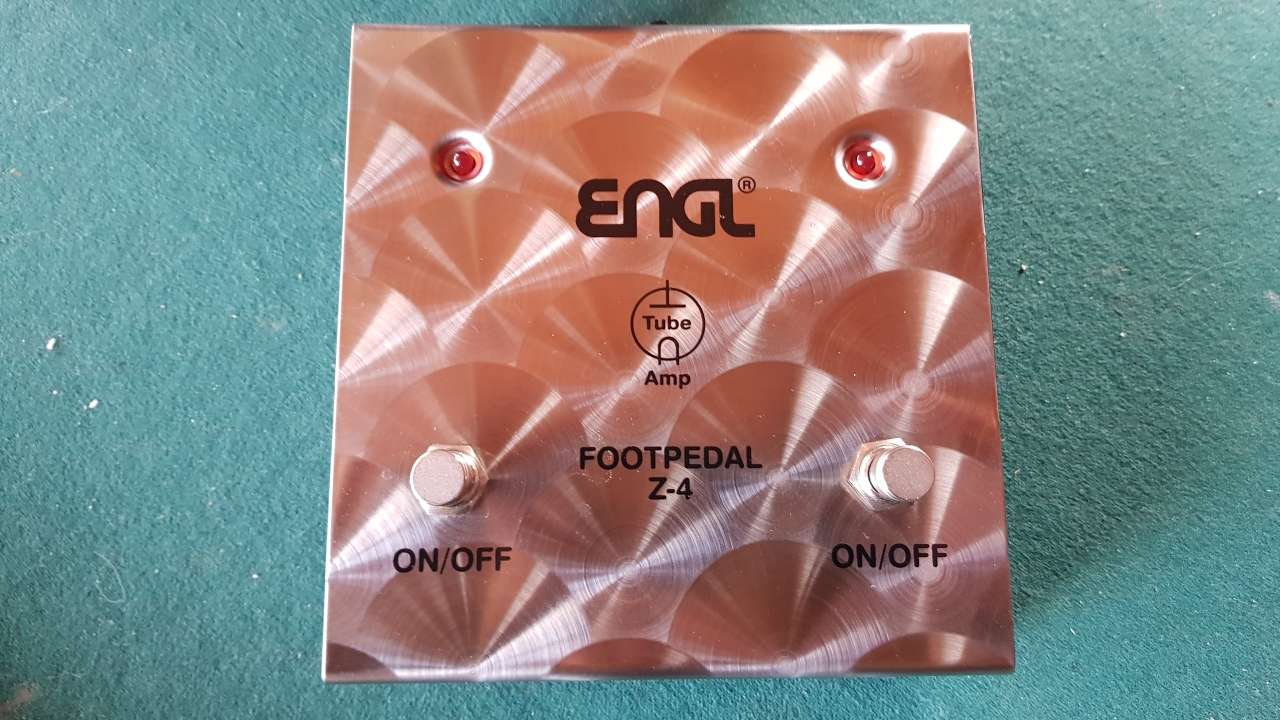 ENGL®
Tube
Amp
FOOTPEDAL
Z-4
ON/OFF
ON/OFF